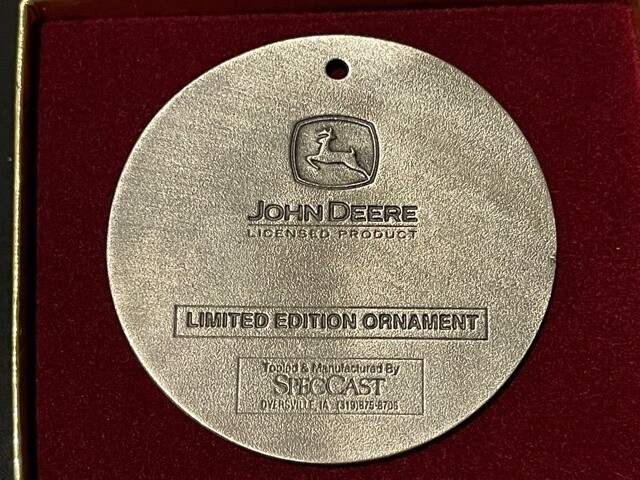 JOHN DEERE
LICENSED PRODUCT
LIMITED EDITION ORNAMENT
Tooled & Manufactured By
SPECCAST
DYERSVILLE, IA (319)875-8706